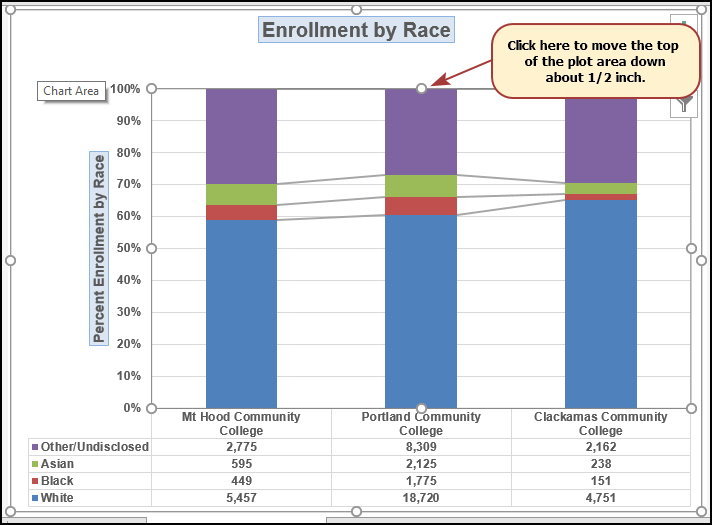 Enrollment by Race
Click here to move the top
of the plot area down
about 1/2 inch.
Chart Area
100%
90%
80%
70%
60%
50%
40%
30%
20%
10%
0%
Percent Enrollment by Race
Mt Hood Community College
Portland Community College
Clackamas Community College
Other/Undisclosed 2,775 8,309 2,162
Asian 595 2,125 238
Black 449 1,775 151
White 5,457 18,720 4,751